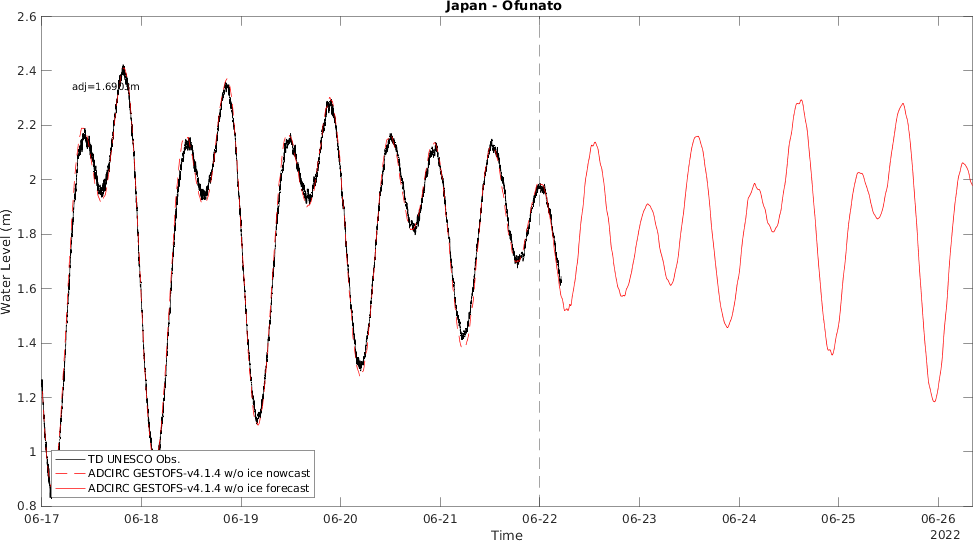 Japan - Ofunato
2.6
2.4
2.2
2
1.8
1.6
1.4
1.2
1
0.8
Water Level (m)
adj=1.6903m
TD UNESCO Obs.
ADCIRC GESTOFS-v4.1.4 w/o ice nowcast
ADCIRC GESTOFS-v4.1.4 w/o ice forecast
06-17 06-18 06-19 06-20 06-21 06-22 06-23 06-24 06-25 06-26
Time
2022